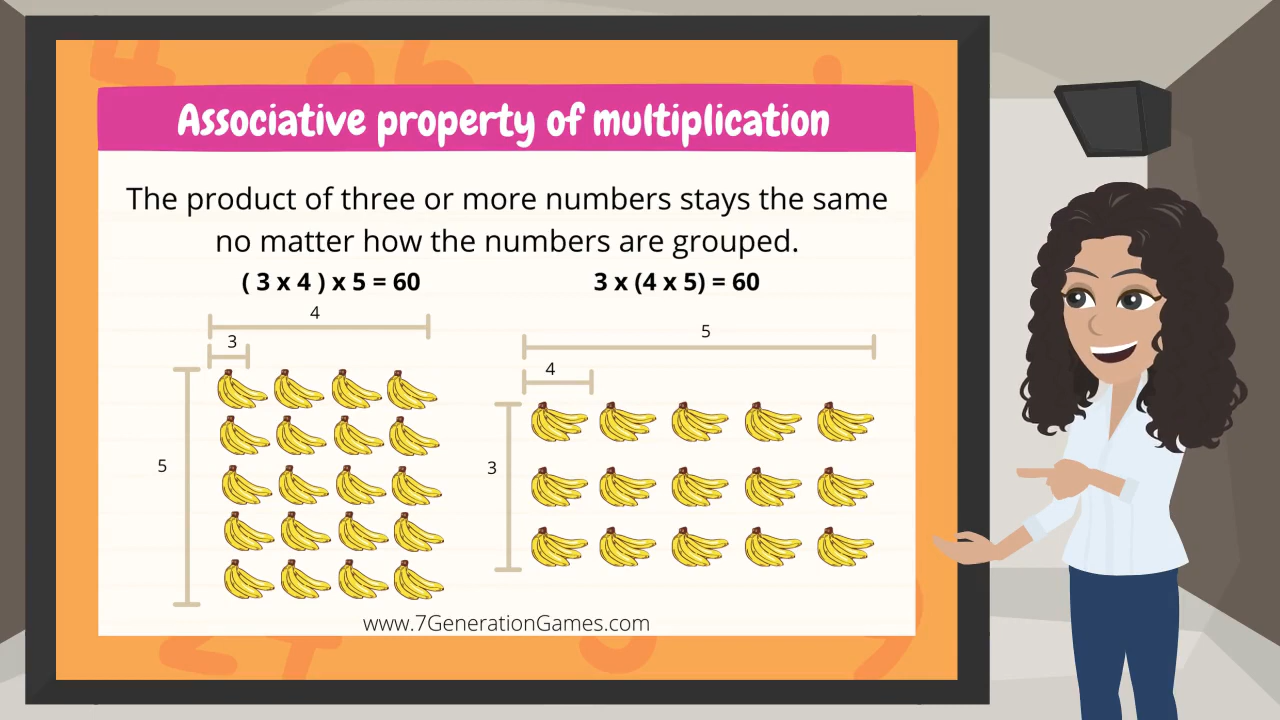 Associative property of multiplication
The product of three or more numbers stays the same
no matter how the numbers are grouped.
( 3 x 4 ) x 5 = 60
3 x (4 x 5) = 60
4
3
5
5
4
3
www.7GenerationGames.com